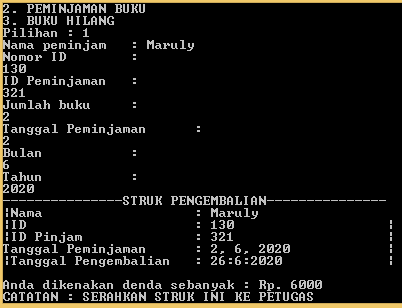 2. PEMINJAMAN BUKU
3. BUKU HILANG
Pilihan : 1
Nama peminjam : Maruly
Nomor ID :
130
ID Peminjaman :
321
Jumlah buku :
2
Tanggal Peminjaman :
2
Bulan :
6
Tahun :
2020
---------------STRUK PENGEMBALIAN---------------
¦Nama : Maruly
¦ID : 130 ¦
¦ID Pinjam : 321 ¦
Tanggal Peminjaman : 2, 6, 2020 ¦
¦Tanggal Pengembalian : 26:6:2020 ¦
Anda dikenakan denda sebanyak : Rp. 6000
CATATAN : SERAHKAN STRUK INI KE PETUGAS